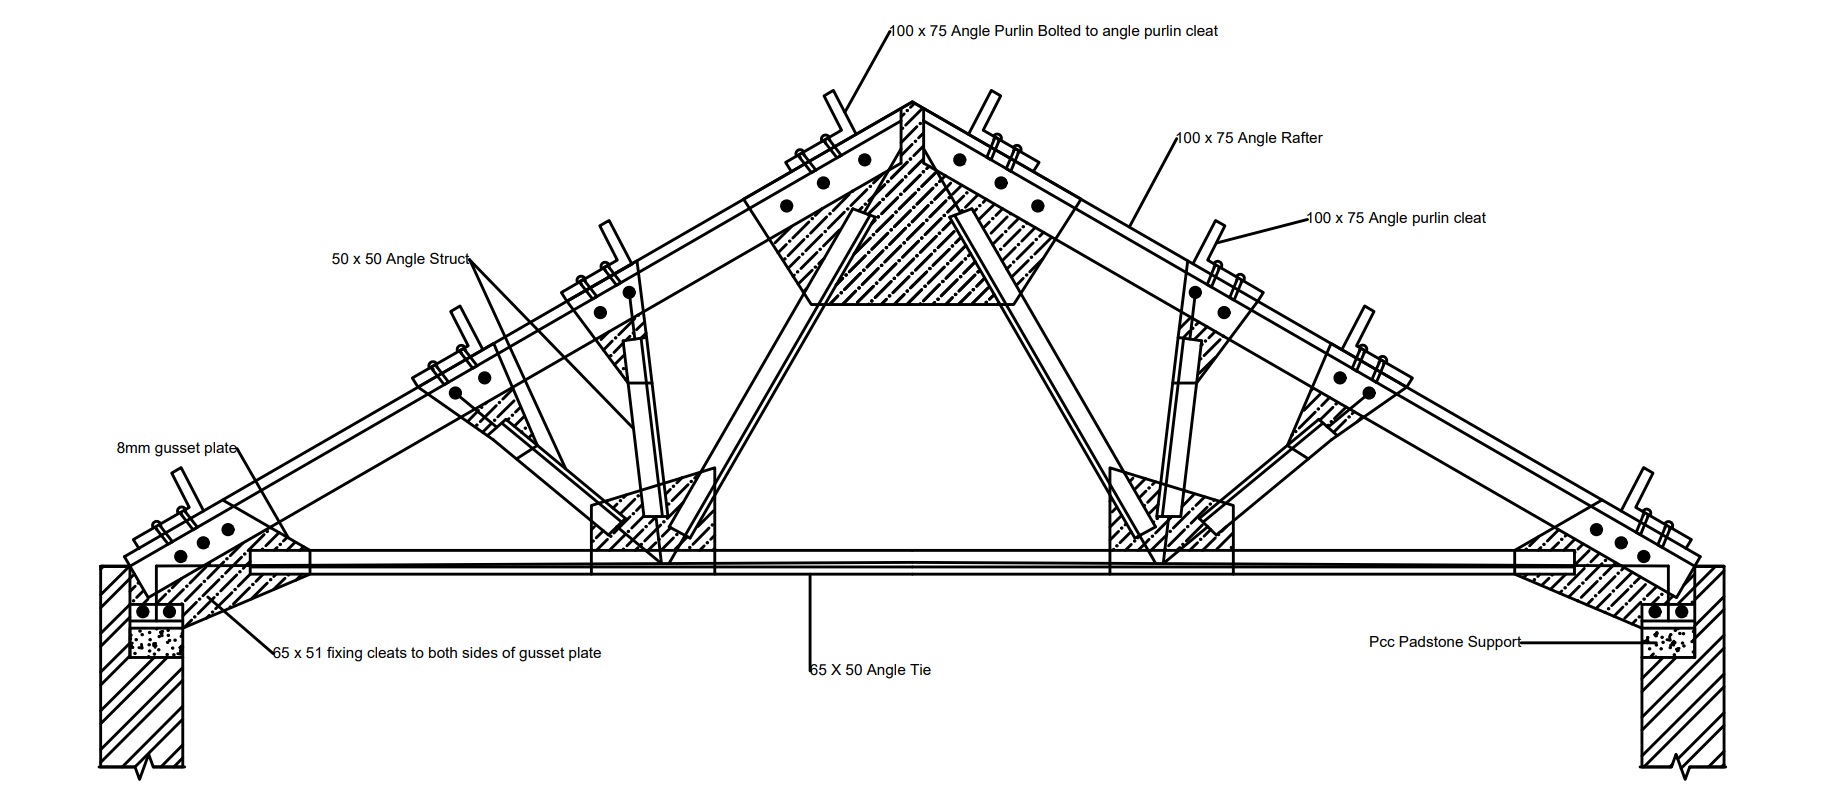 100 x 75 Angle Purlin Bolted to angle purlin cleat
100 x 75 Angle Rafter
100 x 75 Angle purlin cleat
50 x 50 Angle Struct
8mm gusset plate
65 x 51 fixing cleats to both sides of gusset plate
Pcc Padstone Support
65 X 50 Angle Tie